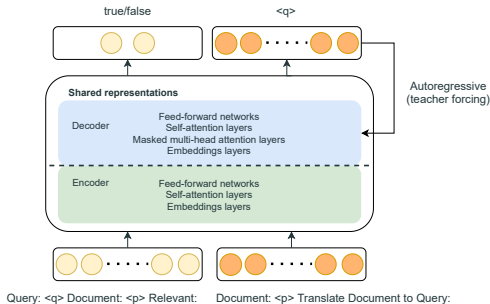 true/false
<q>
Shared representations
Decoder
Feed-forward networks
Self-attention layers
Masked multi-head attention layers
Embeddings layers
Autoregressive
(teacher forcing)
Encoder
Feed-forward networks
Self-attention layers
Embeddings layers
Query: <q> Document: <p> Relevant:
Document: <p> Translate Document to Query: